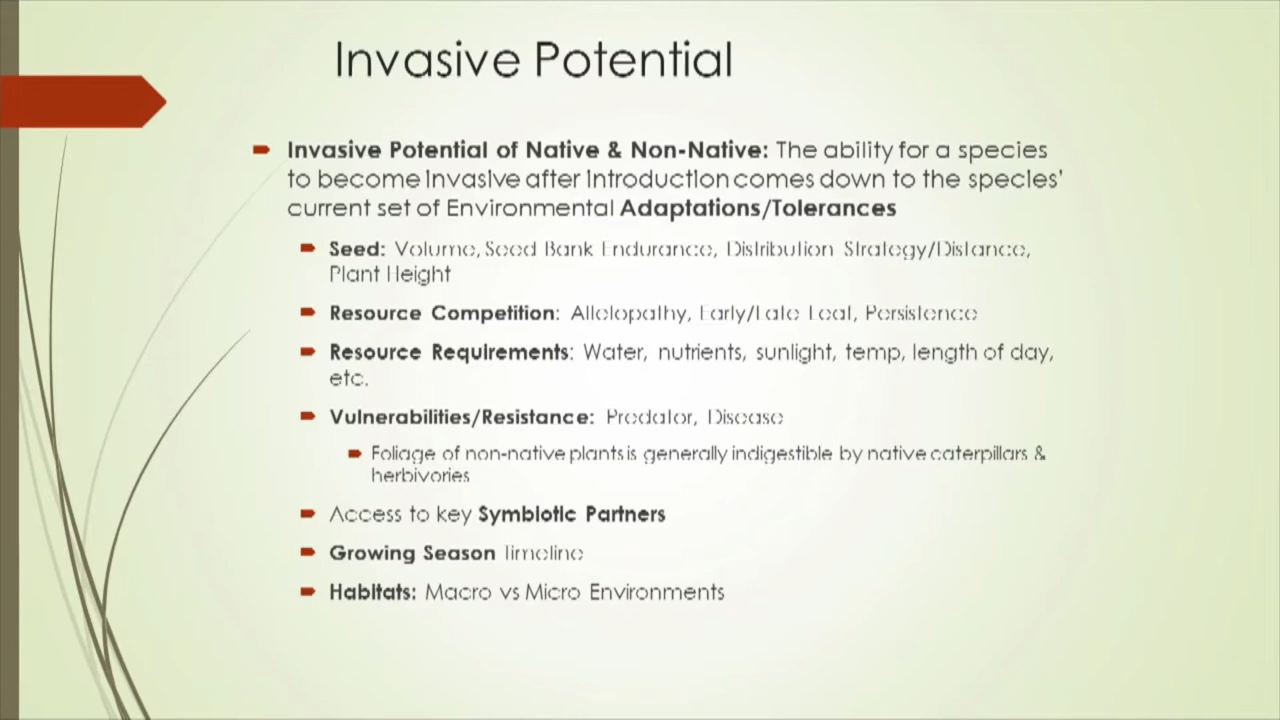 Invasive Potential
Invasive Potential of Native & Non-Native: The ability for a species
to become invasive after introduction comes down to the species'
current set of Environmental Adaptations/Tolerances
Seed: Volume, Seed Bank Endurance, Distribution Strategy/Distance,
Plant Height
Resource Competition: Allelopathy, Early/Late Leaf, Persistence
Resource Requirements: Water, nutrients, sunlight, temp, length of day,
etc.
Vulnerabilities/Resistance: Predator, Disease
Foliage of non-native plants is generally indigestible by native caterpillars &
herbivories
Access to key Symbiotic Partners
Growing Season Timeline
Habitats: Macro vs Micro Environments